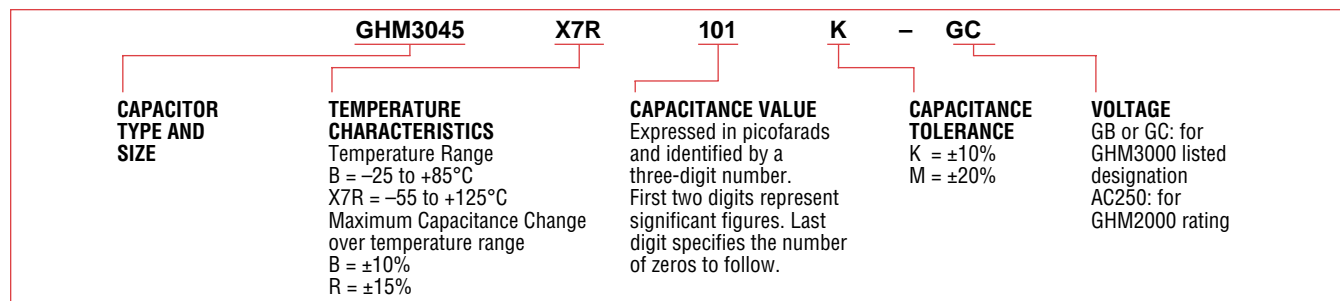 GHM3045 X7R 101 K – GC
CAPACITOR
TYPE AND
SIZE
TEMPERATURE
CHARACTERISTICS
Temperature Range
B = –25 to +85°C
X7R = –55 to +125°C
Maximum Capacitance Change
over temperature range
B = ±10%
R = ±15%
CAPACITANCE VALUE
Expressed in picofarads
and identified by a
three-digit number.
First two digits represent
significant figures. Last
digit specifies the number
of zeros to follow.
CAPACITANCE
TOLERANCE
K = ±10%
M = ±20%
VOLTAGE
GB or GC: for
GHM3000 listed
designation
AC250: for
GHM2000 rating